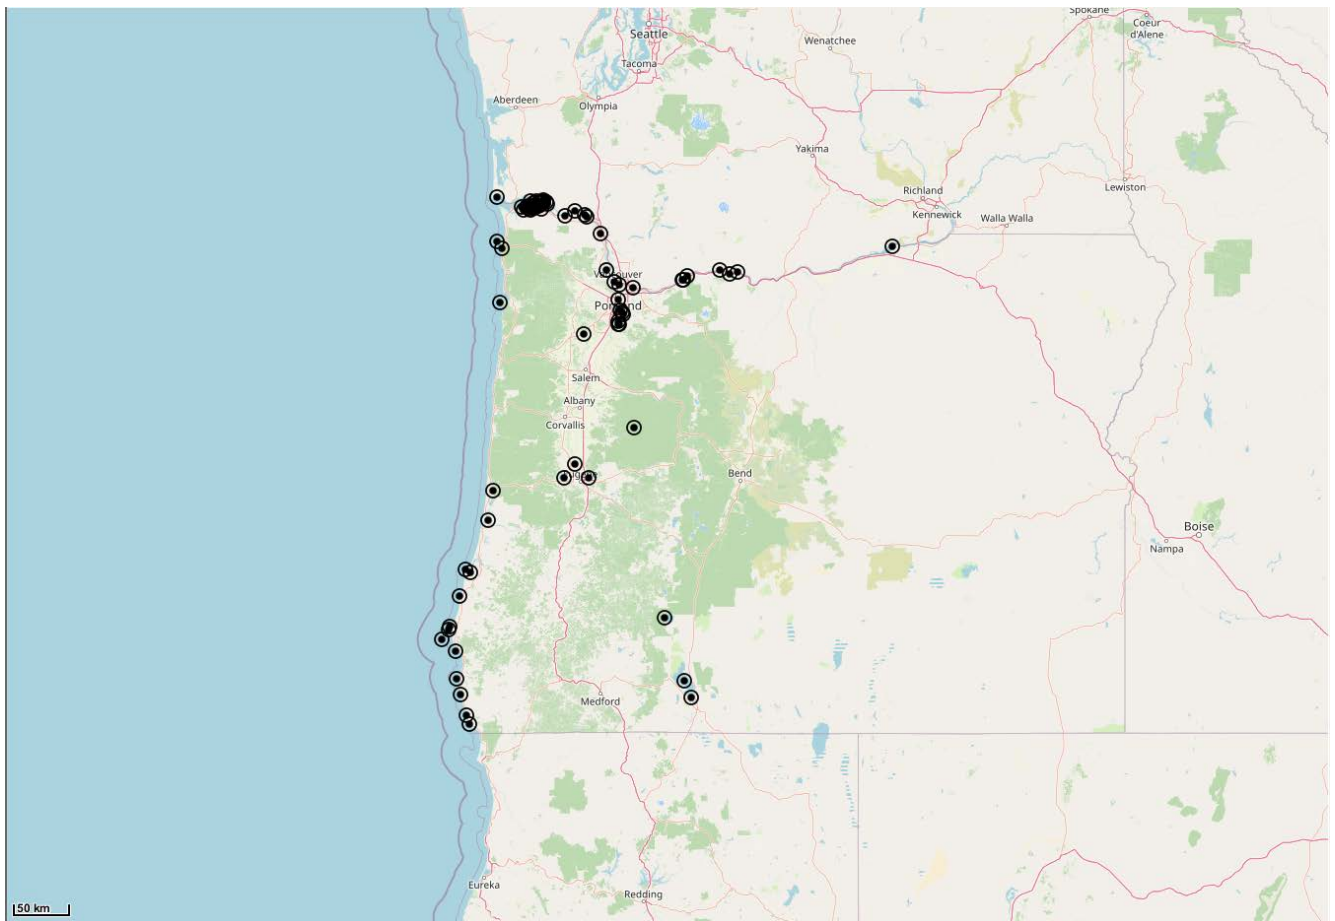 Spokane
Coeur
d'Alene
Seattle
Wenatchee
Tacoma
Aberdeen
Olympia
Yakima
Lewiston
Richland
Kennewick
Walla Walla
Vancouver
Portland
Salem
Albany
Corvallis
Bend
Boise
Nampa
Medford
Eureka
Redding
50 km